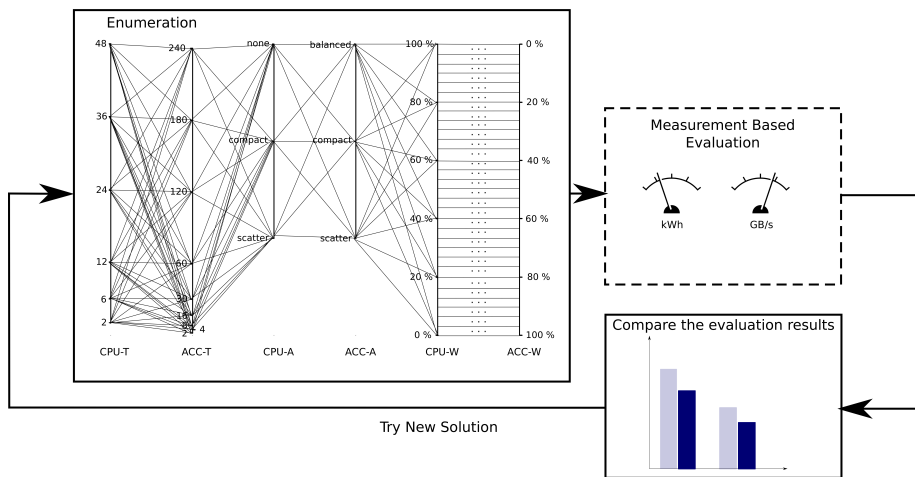 Enumeration
48
36
24
12
6
2
CPU-T
240
180
120
60
30
4
2
ACC-T
none
compact
scatter
CPU-A
balanced
compact
scatter
ACC-A
100 %
80 %
60 %
40 %
20 %
0 %
CPU-W
. . .
0 %
20 %
40 %
60 %
80 %
100 %
ACC-W
Measurement Based
Evaluation
kWh
GB/s
Compare the evaluation results
Try New Solution